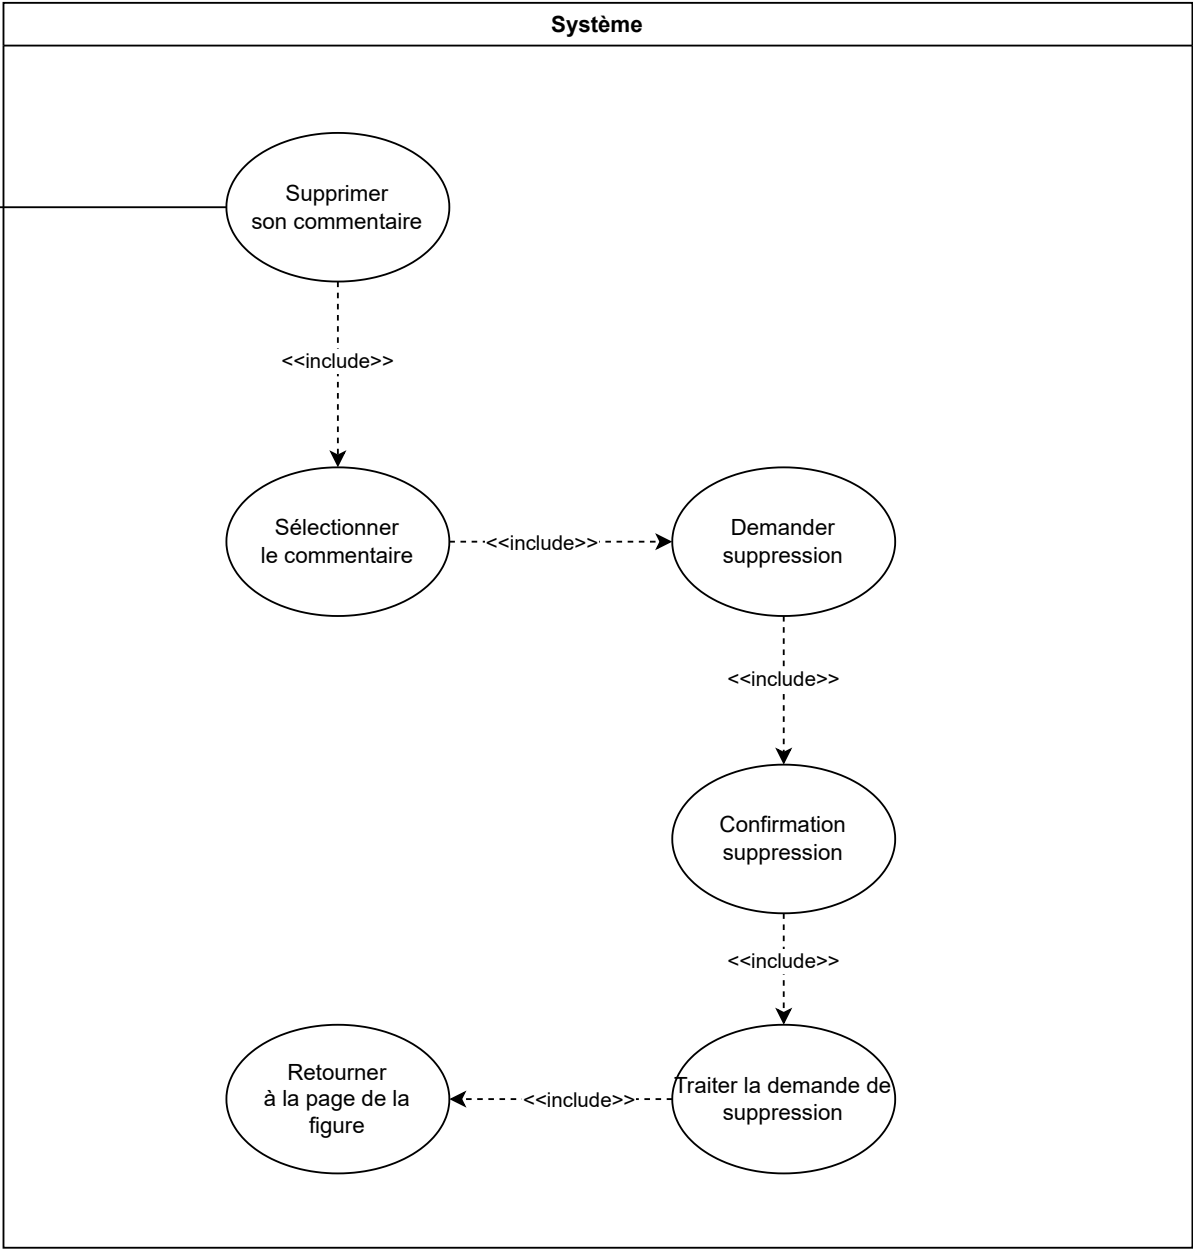 Système
Supprimer
son commentaire
<<include>>
Sélectionner
le commentaire
<<include>>
Demander
suppression
<<include>>
Confirmation
suppression
<<include>>
Traiter la demande de
suppression
<<include>>
Retourner
à la page de la
figure